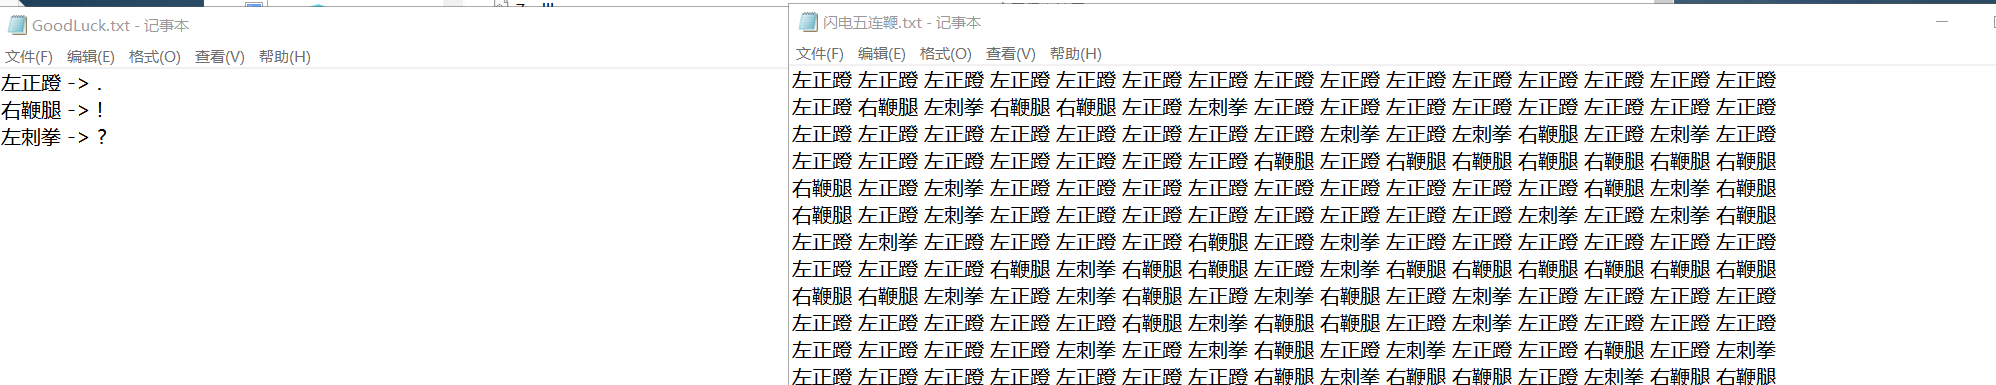 GoodLuck.txt - 记事本
文件(F) 编辑(E) 格式(O) 查看(V) 帮助(H)
左正蹬 -> .
右鞭腿 -> !
左刺拳 -> ?
闪电五连鞭.txt - 记事本
文件(F) 编辑(E) 格式(O) 查看(V) 帮助(H)
左正蹬 左正蹬 左正蹬 左正蹬 左正蹬 左正蹬 左正蹬 左正蹬 左正蹬 左正蹬 左正蹬 左正蹬 左正蹬 左正蹬 左正蹬
左正蹬 右鞭腿 左刺拳 右鞭腿 右鞭腿 左正蹬 左刺拳 左正蹬 左正蹬 左正蹬 左正蹬 左正蹬 左正蹬 左正蹬 左正蹬
左正蹬 左正蹬 左正蹬 左正蹬 左正蹬 左正蹬 左正蹬 左正蹬 左刺拳 左正蹬 左刺拳 右鞭腿 左正蹬 左刺拳 左正蹬
左正蹬 左正蹬 左正蹬 左正蹬 左正蹬 左正蹬 左正蹬 右鞭腿 左正蹬 右鞭腿 右鞭腿 右鞭腿 右鞭腿 右鞭腿 右鞭腿
右鞭腿 左正蹬 左刺拳 左正蹬 左正蹬 左正蹬 左正蹬 左正蹬 左正蹬 左正蹬 左正蹬 左正蹬 右鞭腿 左刺拳 右鞭腿
右鞭腿 左正蹬 左刺拳 左正蹬 左正蹬 左正蹬 左正蹬 左正蹬 左正蹬 左正蹬 左正蹬 左刺拳 左正蹬 左刺拳 右鞭腿
左正蹬 左刺拳 左正蹬 左正蹬 左正蹬 左正蹬 右鞭腿 左正蹬 左刺拳 左正蹬 左正蹬 左正蹬 左正蹬 左正蹬 左正蹬
左正蹬 左正蹬 左正蹬 右鞭腿 左刺拳 右鞭腿 右鞭腿 左正蹬 左刺拳 右鞭腿 右鞭腿 右鞭腿 右鞭腿 右鞭腿 右鞭腿
右鞭腿 右鞭腿 左刺拳 左正蹬 左刺拳 右鞭腿 左正蹬 左刺拳 右鞭腿 左正蹬 左刺拳 左正蹬 左正蹬 左正蹬 左正蹬
左正蹬 左正蹬 左正蹬 左正蹬 左正蹬 右鞭腿 左刺拳 右鞭腿 右鞭腿 左正蹬 左刺拳 左正蹬 左正蹬 左正蹬 左正蹬
左正蹬 左正蹬 左正蹬 左正蹬 左刺拳 左正蹬 左刺拳 右鞭腿 左正蹬 左刺拳 左正蹬 左正蹬 右鞭腿 左正蹬 左刺拳
左正蹬 左正蹬 左正蹬 左正蹬 左正蹬 左正蹬 左正蹬 右鞭腿 左刺拳 右鞭腿 右鞭腿 左正蹬 左刺拳 右鞭腿 右鞭腿